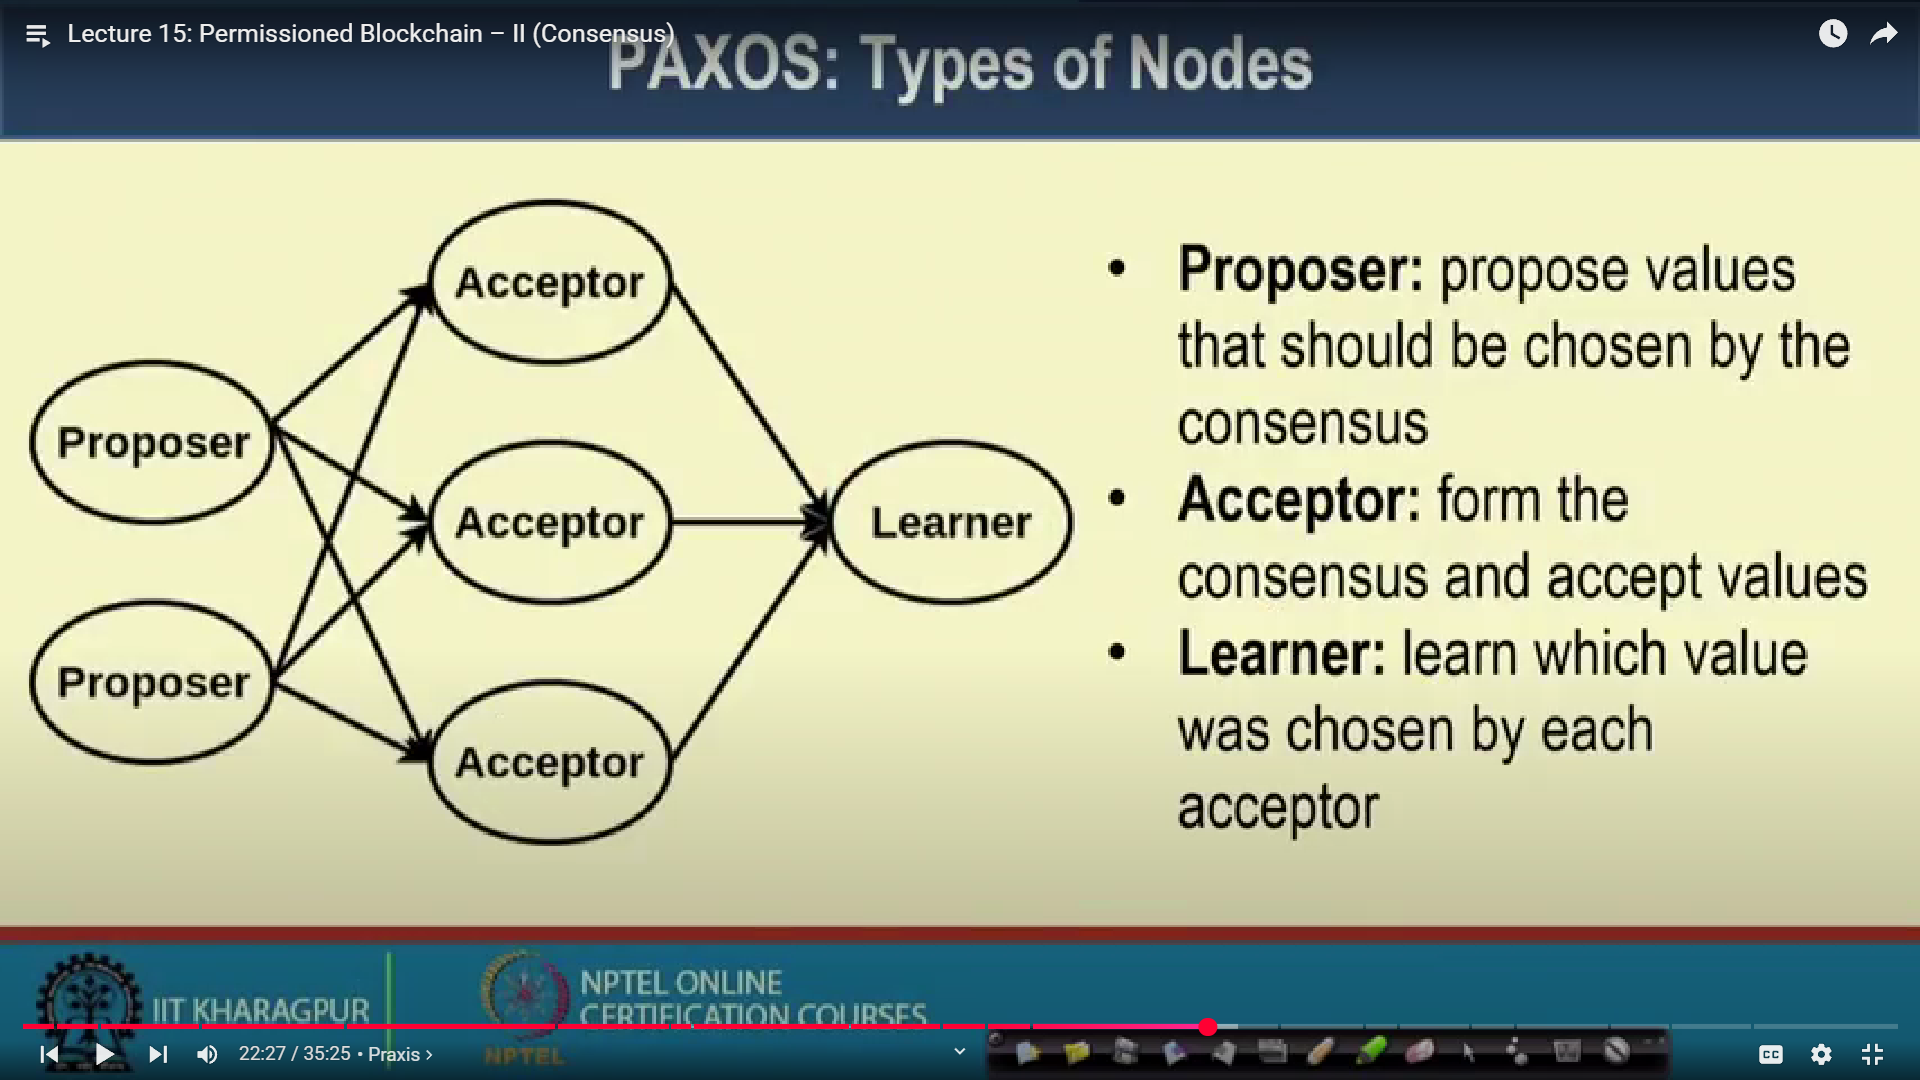 Lecture 15: Permissioned Blockchain – II (Consensus)
PAXOS: Types of Nodes
Acceptor
Proposer
Acceptor
Learner
Proposer
Acceptor
• Proposer: propose values
that should be chosen by the
consensus
• Acceptor: form the
consensus and accept values
• Learner: learn which value
was chosen by each
acceptor
IIT KHARAGPUR
NPTEL ONLINE
CERTIFICATION COURSES
NPTEL
22:27 / 35:25 • Praxis ›
CC